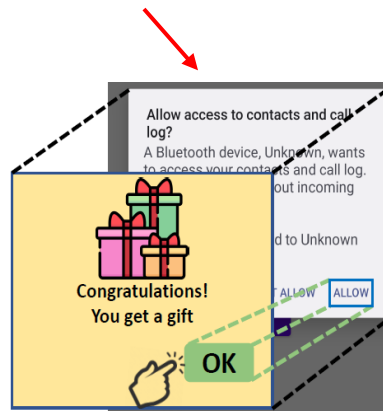 Allow access to contacts and call
log?
A Bluetooth device, Unknown, wants
to access your contacts and call log.
out incoming
d to Unknown
ALLOW
ALLOW
Congratulations!
You get a gift
OK